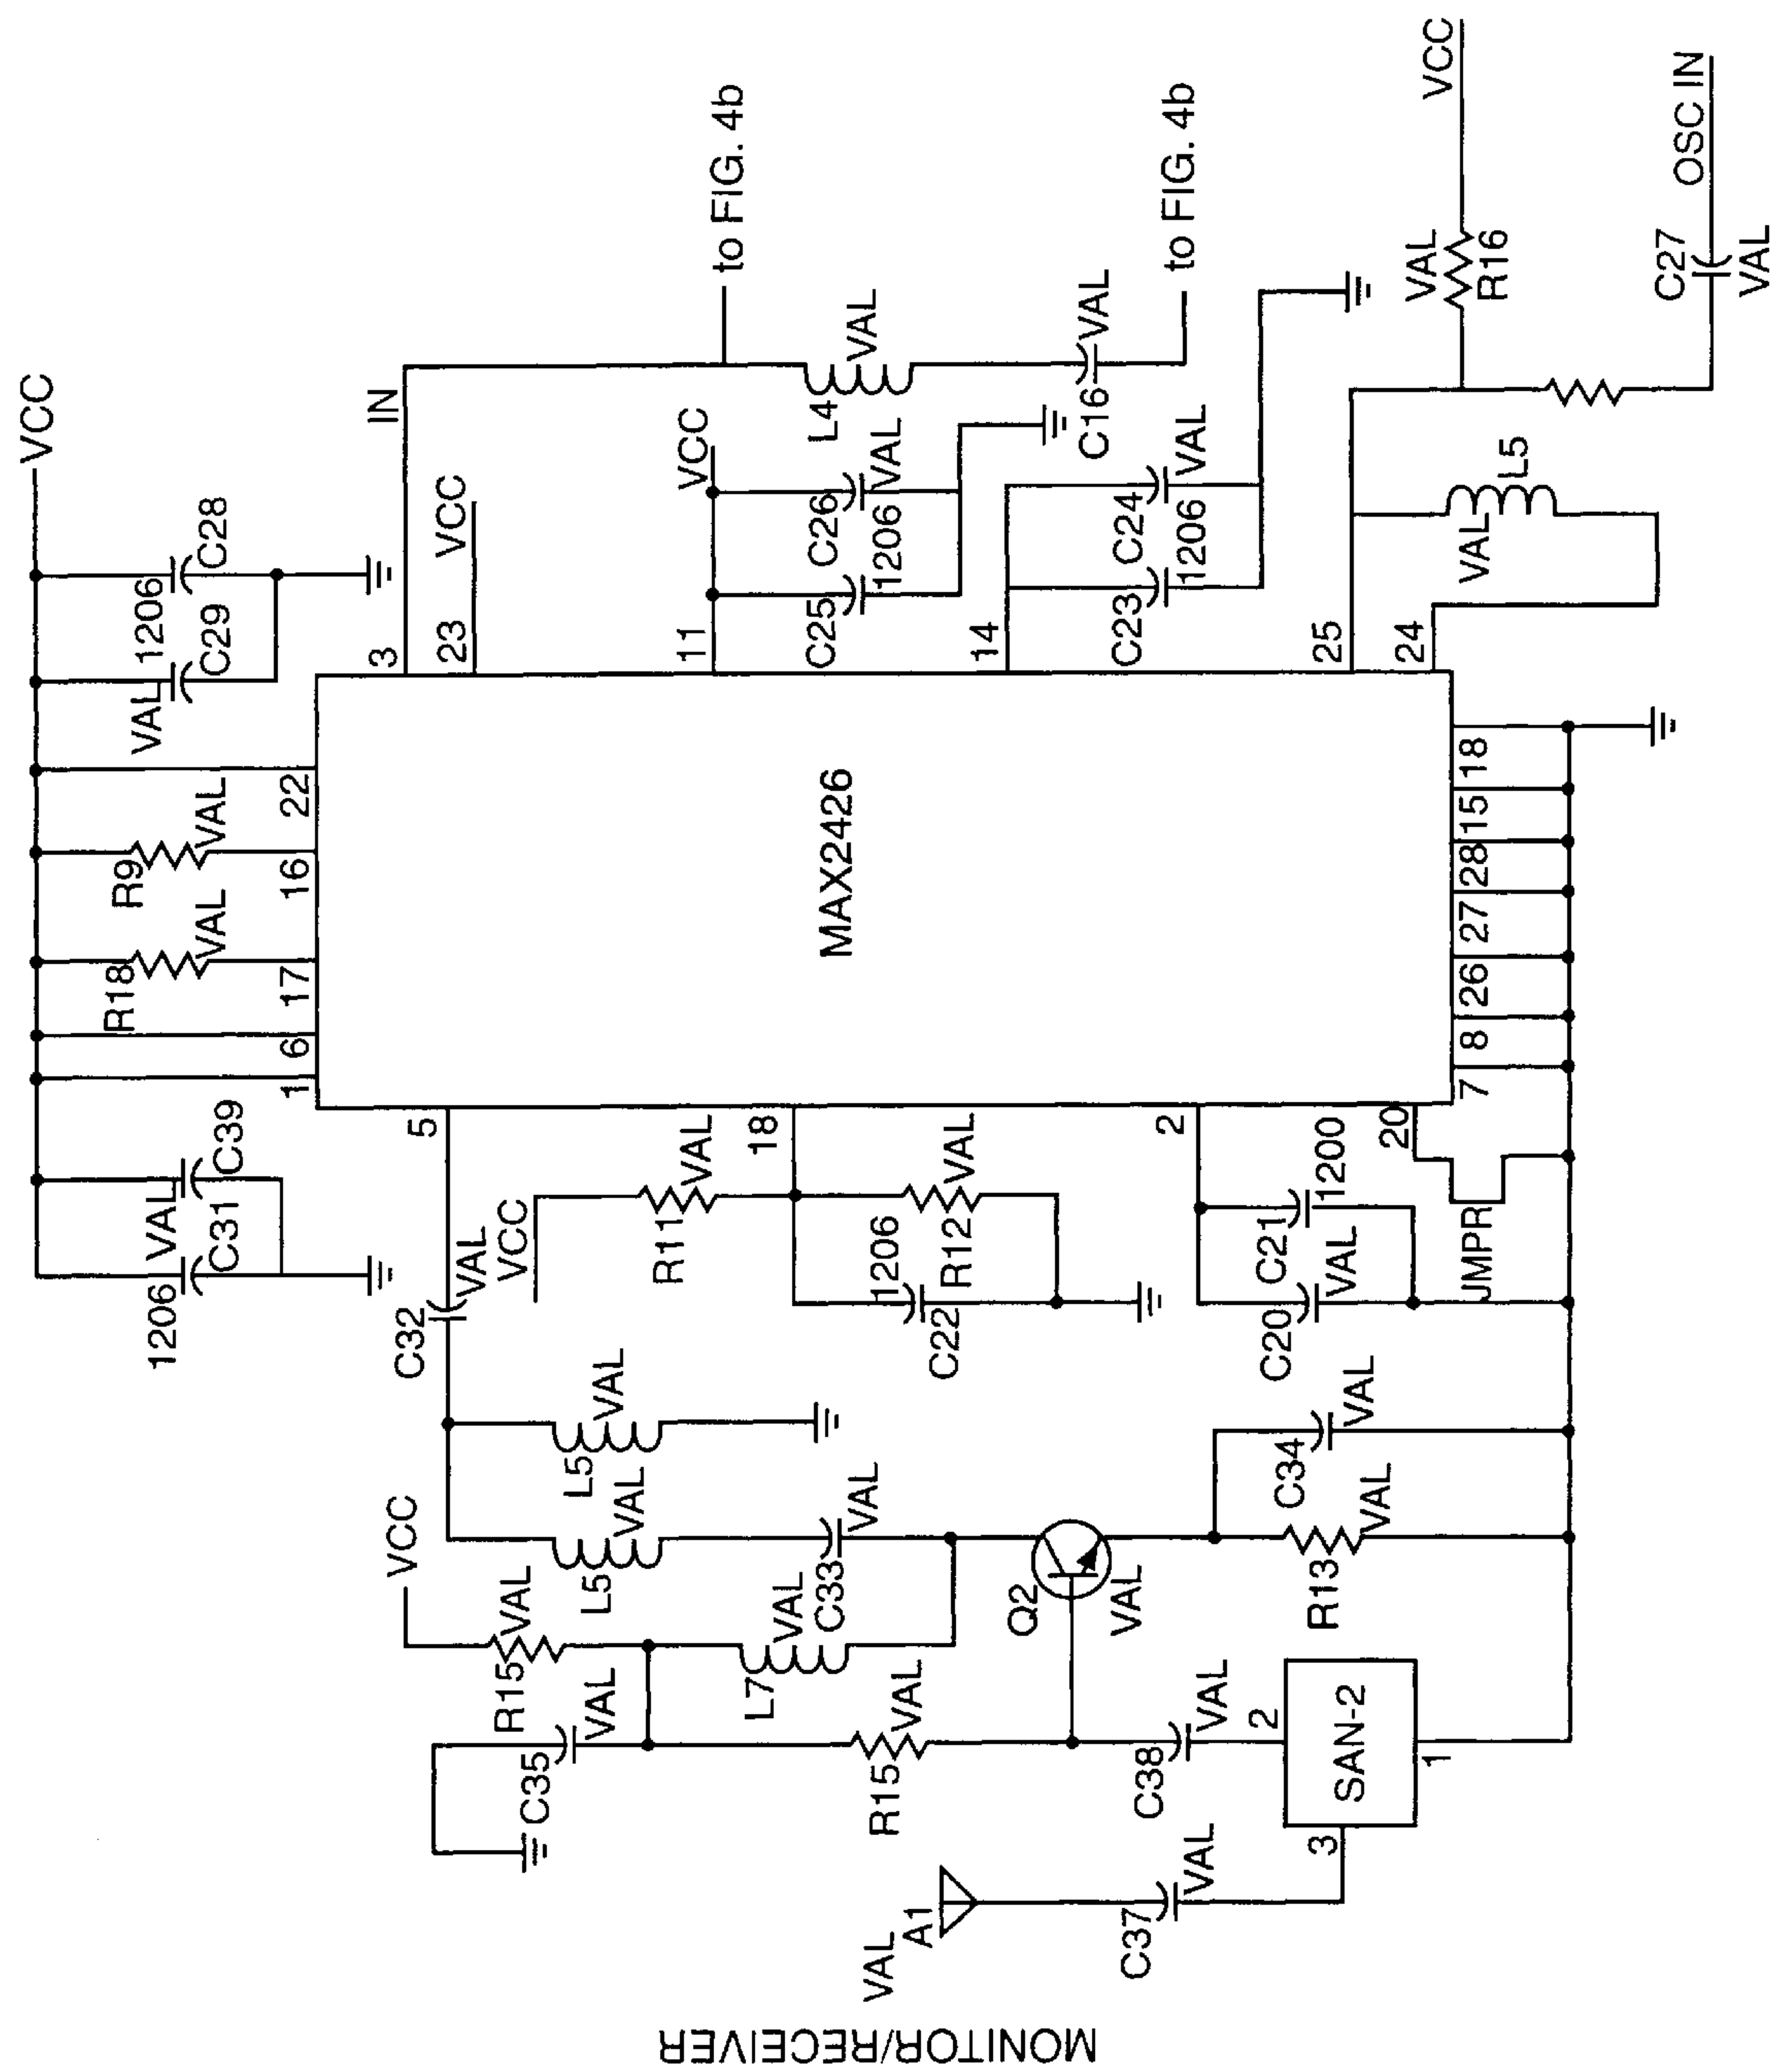 VCC
1206
C28
VAL
C29
R9
VAL
R18
VAL
VAL
C39
1206
C31
22
16
17
6
1
MAX2426
3
IN
23
VCC
to FIG. 4b
L4
VAL
11
VCC
C25
1206
C26
VAL
C16
VAL
to FIG. 4b
14
C23
1206
C24
VAL
25
24
VAL
L5
VAL
R16
VCC
C27
VAL
OSC IN
5
C32
VAL
VCC
R11
VAL
18
C22
1206
R12
VAL
2
C20
VAL
C21
1200
20
JMPR
7
8
26
27
28
15
18
L5
VAL
L5
VAL
VCC
R15
VAL
C35
VAL
L7
VAL
C33
VAL
R15
VAL
Q2
VAL
C34
VAL
R13
VAL
C38
VAL
2
SAN-2
1
3
VAL
A1
C37
VAL
MONITOR/RECEIVER